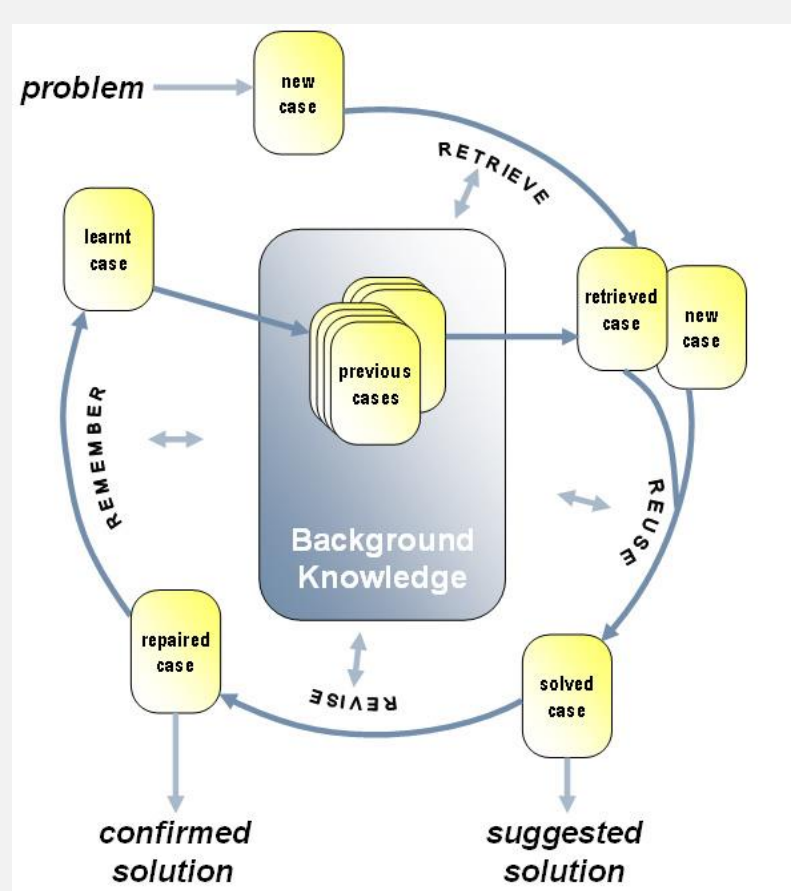 problem
new
case
RETRIEVE
learnt
case
retrieved
case
new
case
previous
cases
REMEMBER
REUSE
Background
Knowledge
repaired
case
REVISE
solved
case
confirmed
solution
suggested
solution